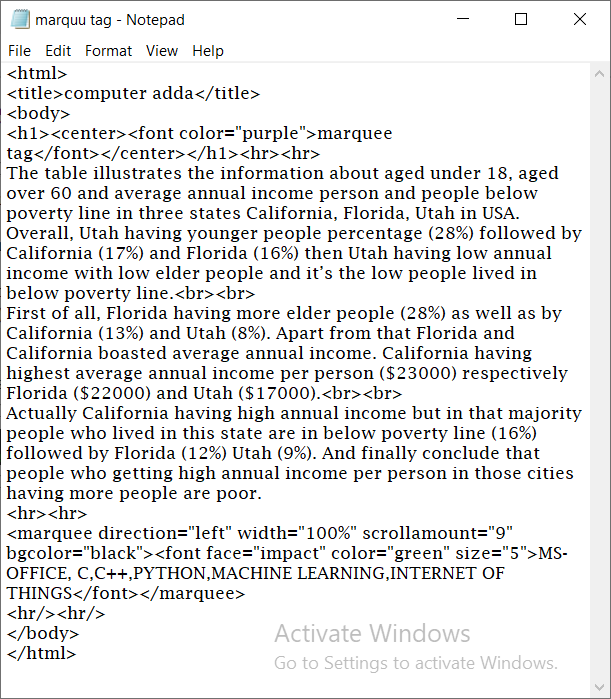 marquu tag - Notepad
File Edit Format View Help
<html>
<title>computer adda</title>
<body>
<h1><center><font color="purple">marquee
tag</font></center></h1><hr><hr>
The table illustrates the information about aged under 18, aged
over 60 and average annual income person and people below
poverty line in three states California, Florida, Utah in USA.
Overall, Utah having younger people percentage (28%) followed by
California (17%) and Florida (16%) then Utah having low annual
income with low elder people and it’s the low people lived in
below poverty line.<br><br>
First of all, Florida having more elder people (28%) as well as by
California (13%) and Utah (8%). Apart from that Florida and
California boasted average annual income. California having
highest average annual income per person ($23000) respectively
Florida ($22000) and Utah ($17000).<br><br>
Actually California having high annual income but in that majority
people who lived in this state are in below poverty line (16%)
followed by Florida (12%) Utah (9%). And finally conclude that
people who getting high annual income per person in those cities
having more people are poor.
<hr><hr>
<marquee direction="left" width="100%" scrollamount="9"
bgcolor="black"><font face="impact" color="green" size="5">MS-
OFFICE, C,C++,PYTHON,MACHINE LEARNING,INTERNET OF
THINGS</font></marquee>
<hr/><hr/>
</body>
</html>
Activate Windows
Go to Settings to activate Windows.